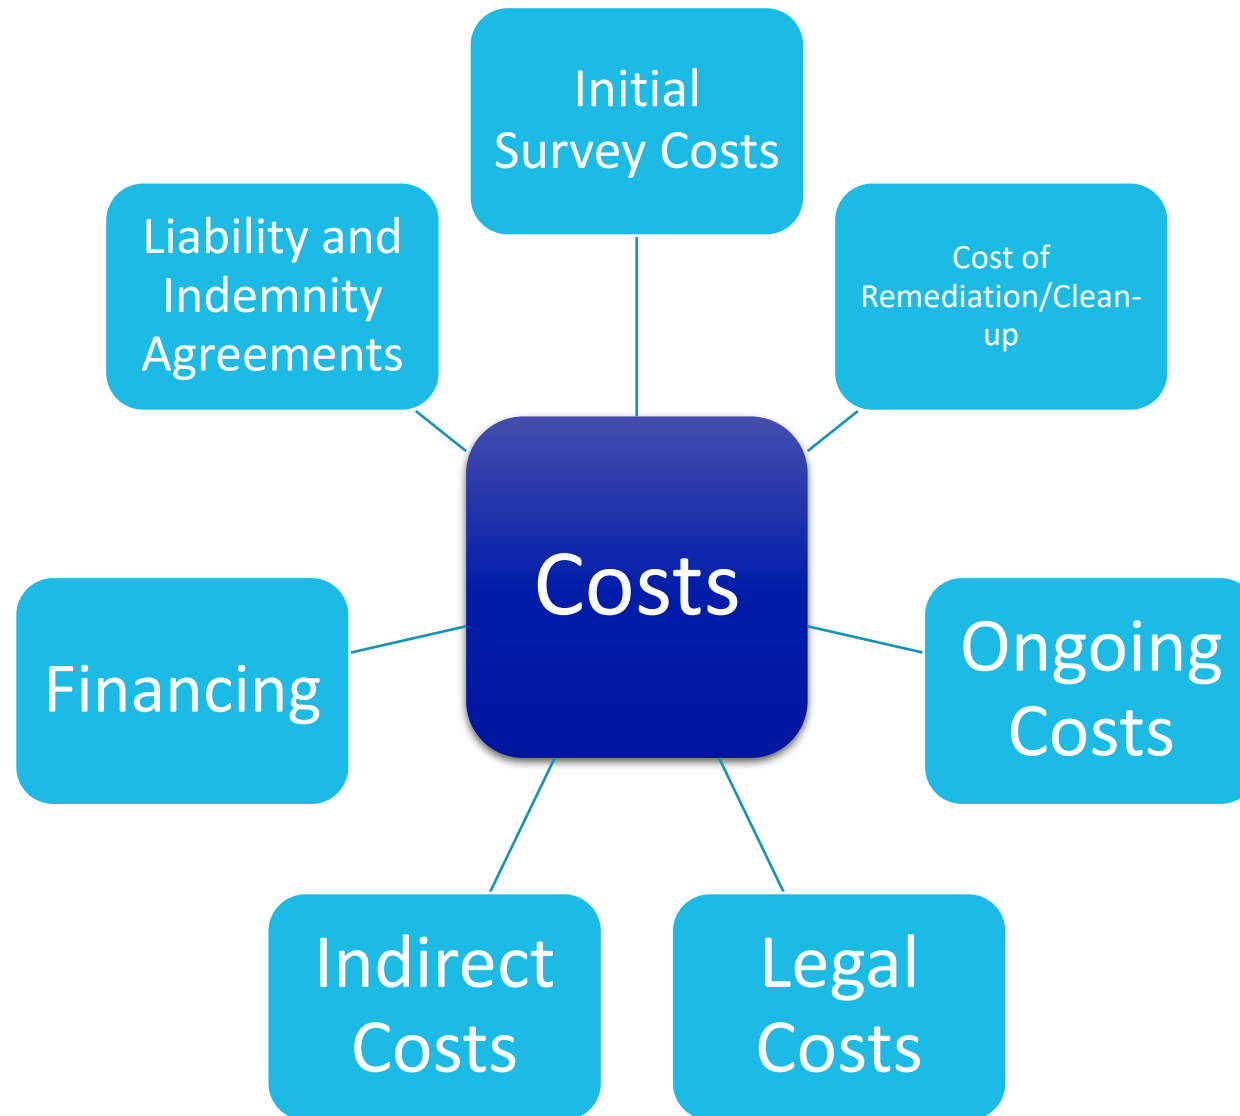 Initial
Survey Costs
Liability and
Indemnity
Agreements
Cost of
Remediation/Clean-
up
Costs
Financing
Ongoing
Costs
Indirect
Costs
Legal
Costs